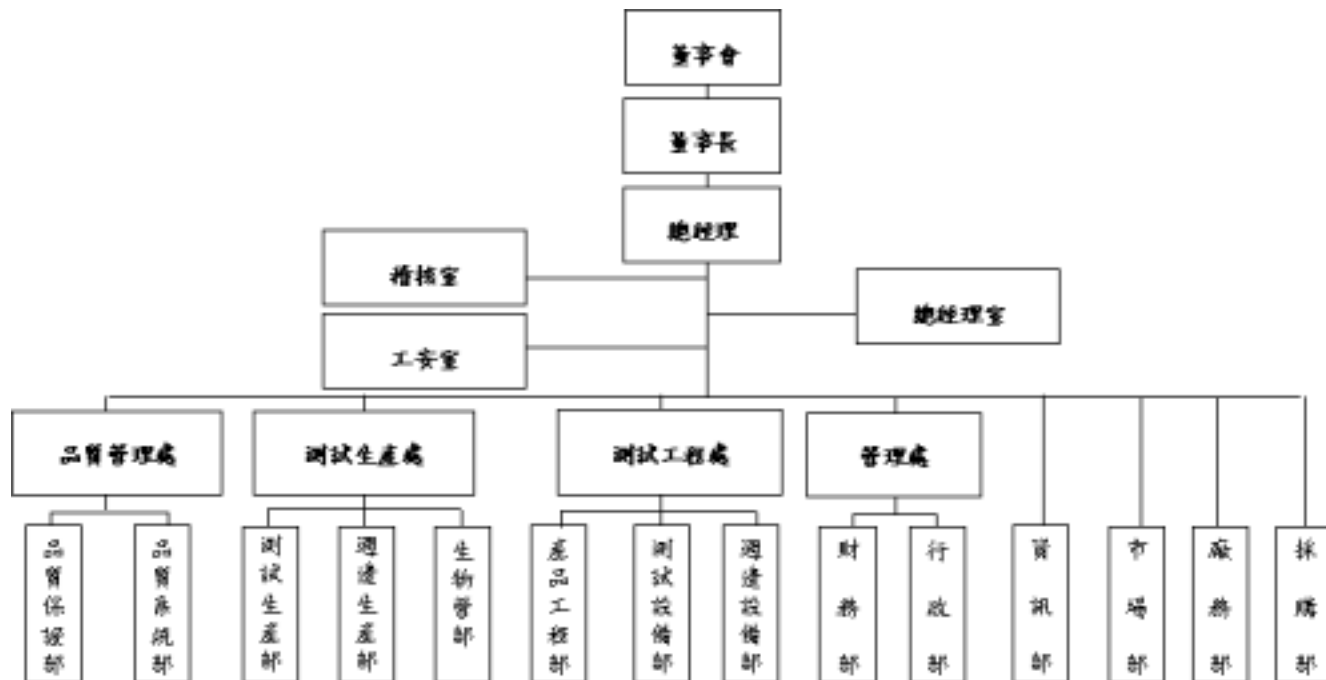 董事會
董事長
總經理
稽核室
總經理室
工安室
品質管理處
測試生產處
測試工程處
管理處
品質保證部
品質系統部
測試生產部
週邊生產部
生物管部
產品工程部
測試設備部
週邊設備部
財務部
行政部
資訊部
市場部
廠務部
採購部